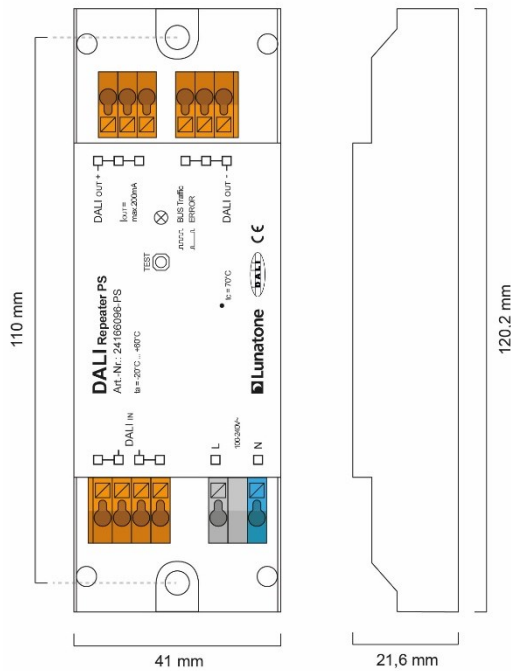 DALI OUT +
IOUT=
max.200mA
BUS Traffic
ERROR
DALI OUT -
TEST
DALI Repeater PS
Art.-Nr.: 24166096-PS
ta = -20°C ... +60°C
tc = 70°C
Lunatone
DALI
CE
DALI IN
L
100-240V~
N
110 mm
120.2 mm
41 mm
21,6 mm